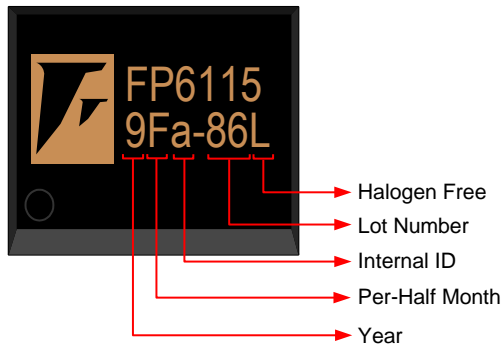 FP6115
9Fa-86L
Halogen Free
Lot Number
Internal ID
Per-Half Month
Year